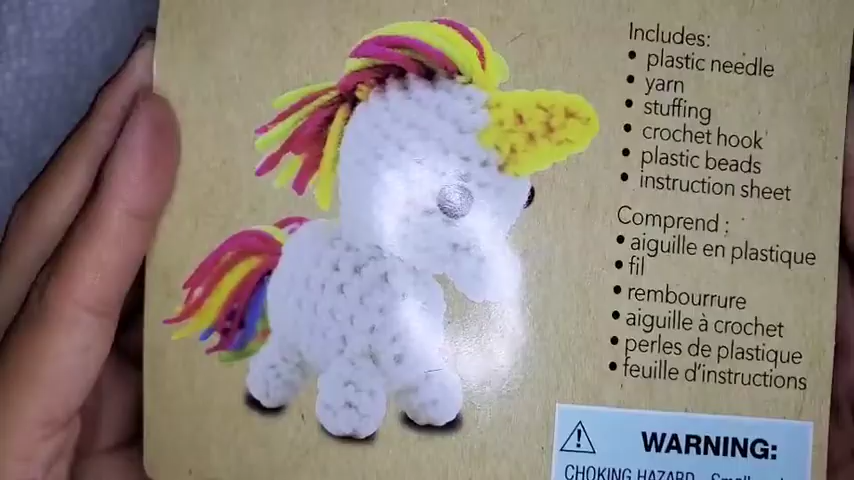 Includes:
• plastic needle
• yarn
• stuffing
• crochet hook
• plastic beads
• instruction sheet
Comprend :
• aiguille en plastique
• fil
• rembourrure
• aiguille à crochet
• perles de plastique
• feuille d'instructions
WARNING:
CHOKING HAZARD